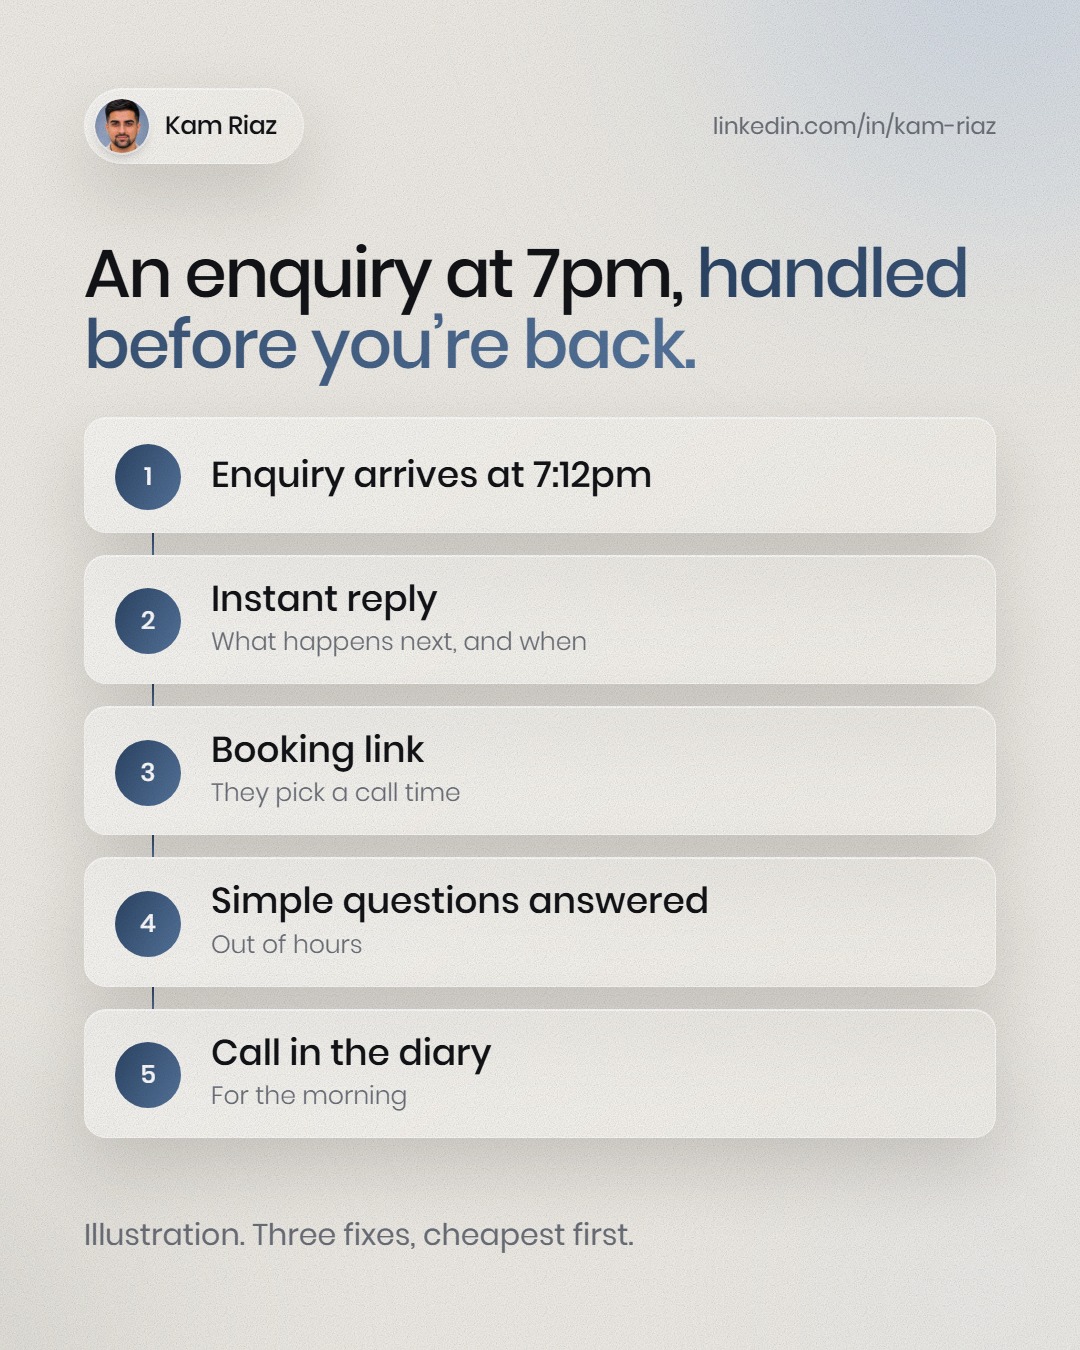 Kam Riaz
linkedin.com/in/kam-riaz
An enquiry at 7pm, handled
before you’re back.
1
Enquiry arrives at 7:12pm
2
Instant reply
What happens next, and when
3
Booking link
They pick a call time
4
Simple questions answered
Out of hours
5
Call in the diary
For the morning
Illustration. Three fixes, cheapest first.